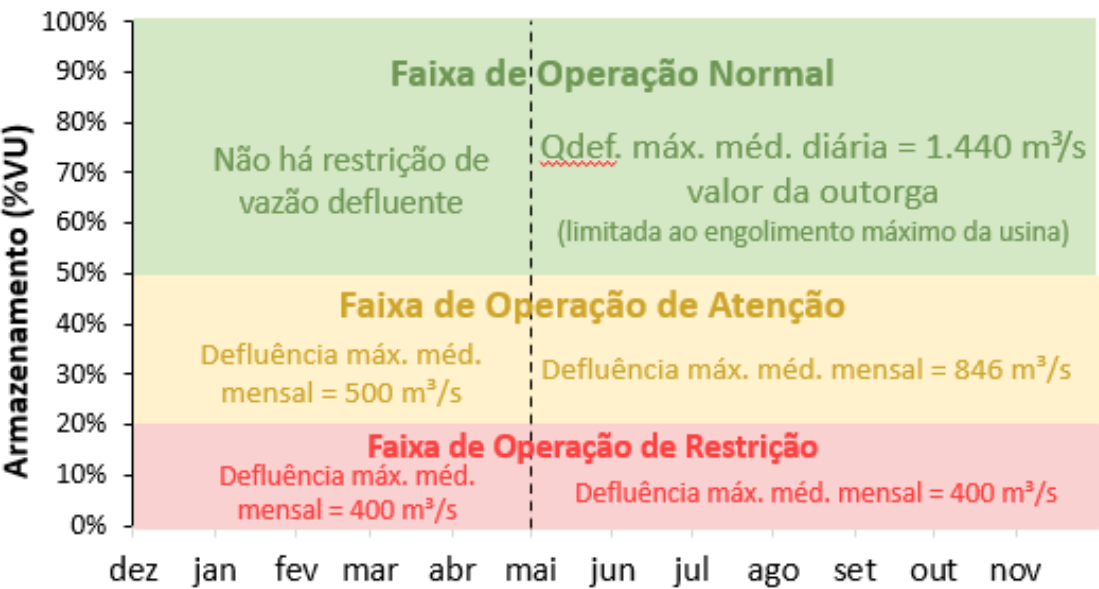 Armazenamento (%VU)
100%
90%
80%
70%
60%
50%
40%
30%
20%
10%
0%
Faixa de Operação Normal
Não há restrição de
vazão defluente
Qdef. máx. méd. diária = 1.440 m³/s
valor da outorga
(limitada ao engolimento máximo da usina)
Faixa de Operação de Atenção
Defluência máx. méd.
mensal = 500 m³/s
Defluência máx. méd. mensal = 846 m³/s
Faixa de Operação de Restrição
Defluência máx. méd.
mensal = 400 m³/s
Defluência máx. méd. mensal = 400 m³/s
dez jan fev mar abr mai jun jul ago set out nov